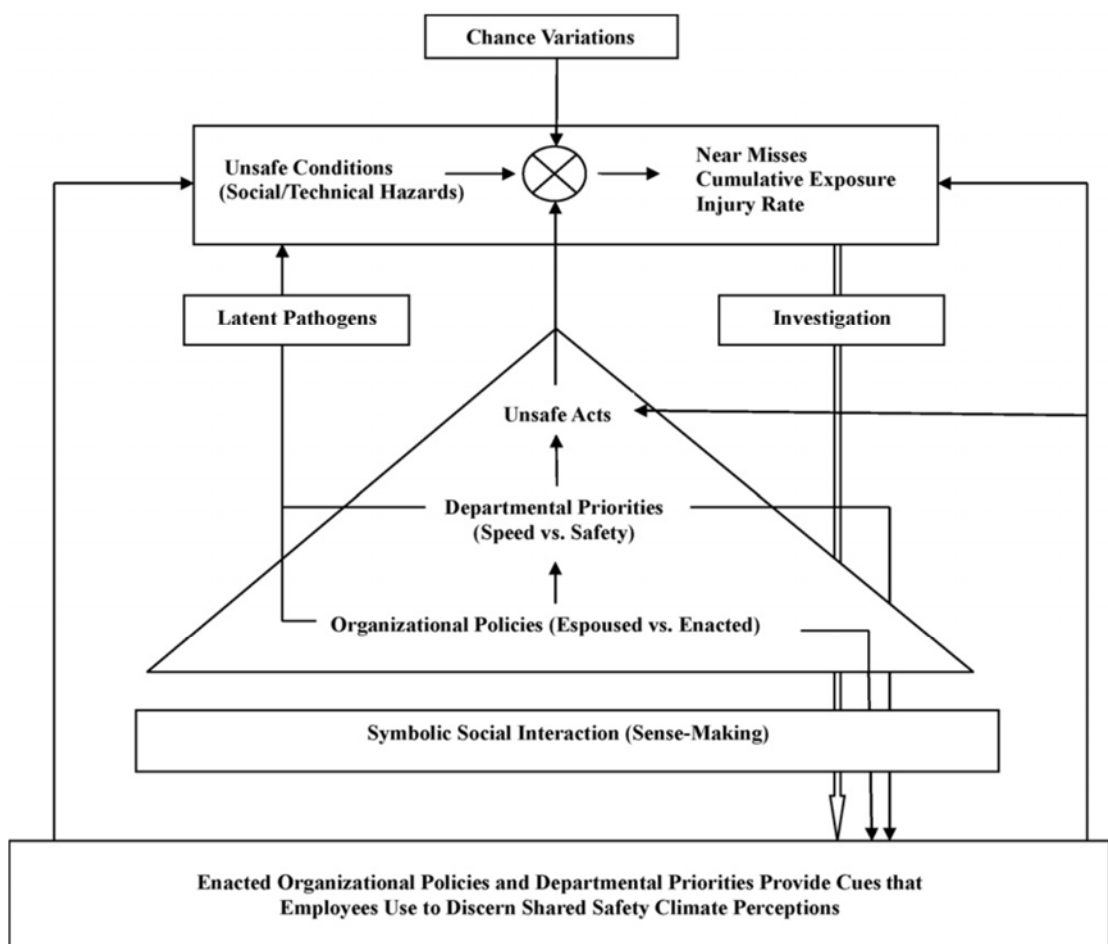 Chance Variations
Unsafe Conditions
(Social/Technical Hazards)
Near Misses
Cumulative Exposure
Injury Rate
Latent Pathogens
Investigation
Unsafe Acts
Departmental Priorities
(Speed vs. Safety)
Organizational Policies (Espoused vs. Enacted)
Symbolic Social Interaction (Sense-Making)
Enacted Organizational Policies and Departmental Priorities Provide Cues that
Employees Use to Discern Shared Safety Climate Perceptions